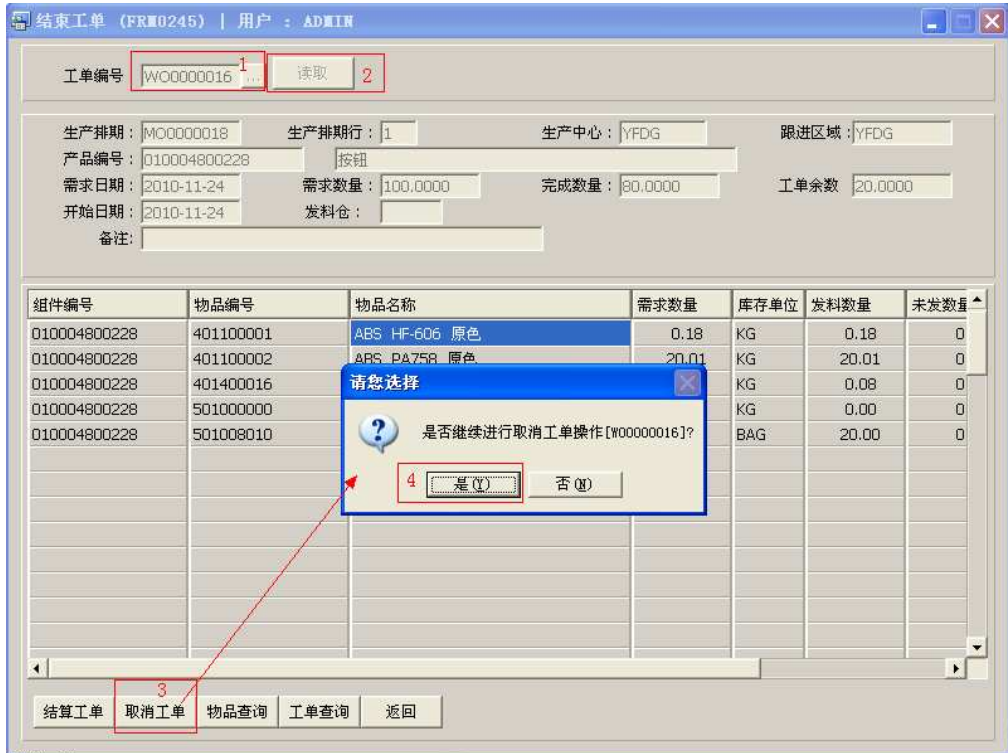 结束工单 (FRM0245) | 用户 : ADMIN
工单编号 WO0000016 1 ... 读取 2
生产排期: MO0000018 生产排期行: 1 生产中心: YFDG 跟进区域: YFDG
产品编号: 010004800228 按钮
需求日期: 2010-11-24 需求数量: 100.0000 完成数量: 80.0000 工单余数 20.0000
开始日期: 2010-11-24 发料仓:
备注:
组件编号 物品编号 物品名称 需求数量 库存单位 发料数量 未发数量
010004800228 401100001 ABS HF-606 原色 0.18 KG 0.18 0
010004800228 401100002 ABS PA758 原色 20.01 KG 20.01 0
010004800228 401400016 KG 0.08 0
010004800228 501000000 KG 0.00 0
010004800228 501008010 BAG 20.00 0
请您选择
是否继续进行取消工单操作[WO0000016]?
4 是(Y) 否(N)
3
结算工单 取消工单 物品查询 工单查询 返回